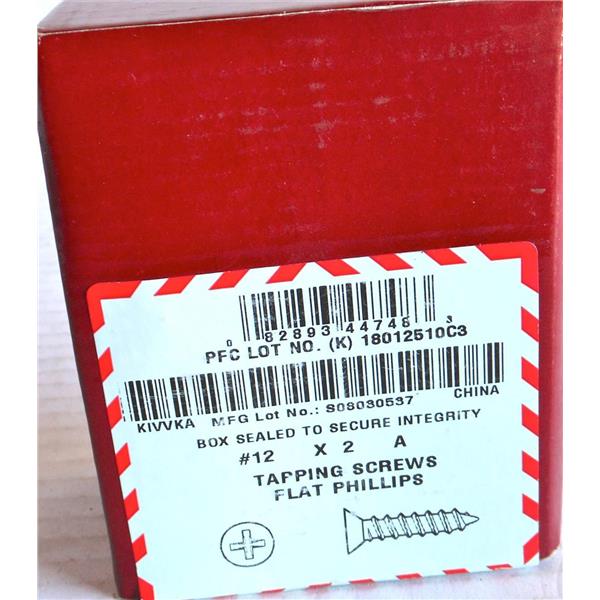 0 82893 44748 3
PFC LOT NO. (K) 18012510C3
KIVVKA MFG Lot No.: S08030537 CHINA
BOX SEALED TO SECURE INTEGRITY
#12 X 2 A
TAPPING SCREWS
FLAT PHILLIPS